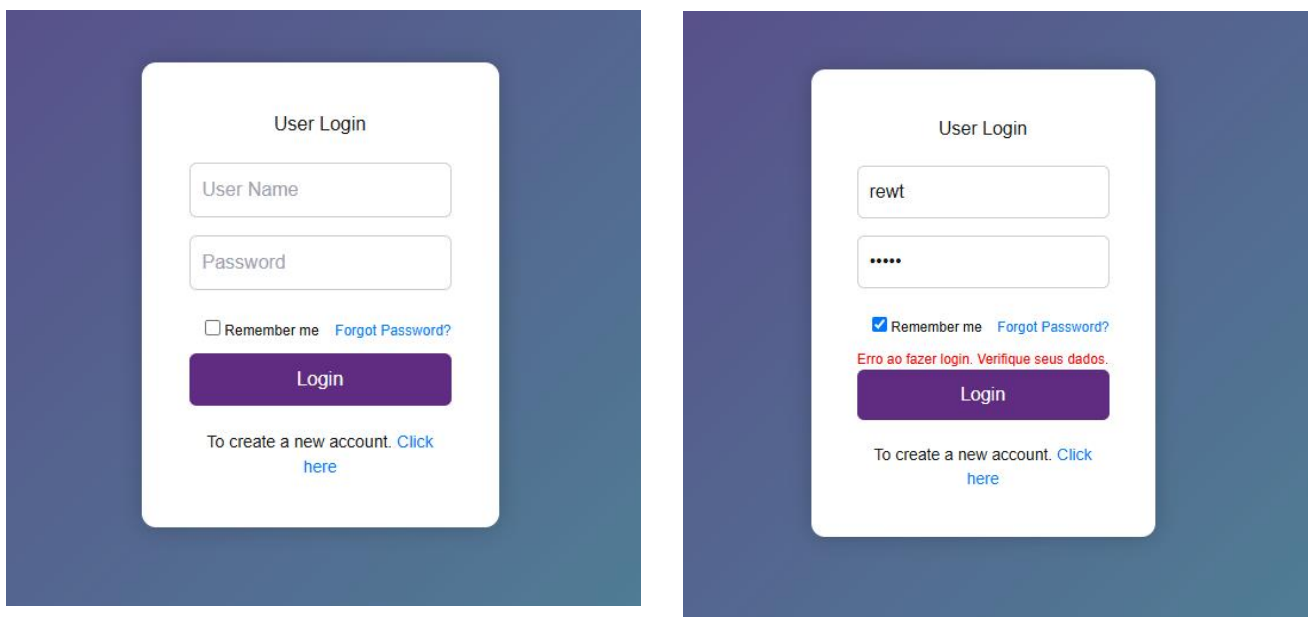 User Login
User Name
Password
Remember me Forgot Password?
Login
To create a new account. Click
here
User Login
rewt
•••••
Remember me Forgot Password?
Erro ao fazer login. Verifique seus dados.
Login
To create a new account. Click
here